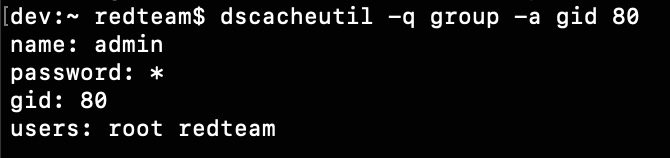 [dev:~ redteam$ dscacheutil -q group -a gid 80
name: admin
password: *
gid: 80
users: root redteam